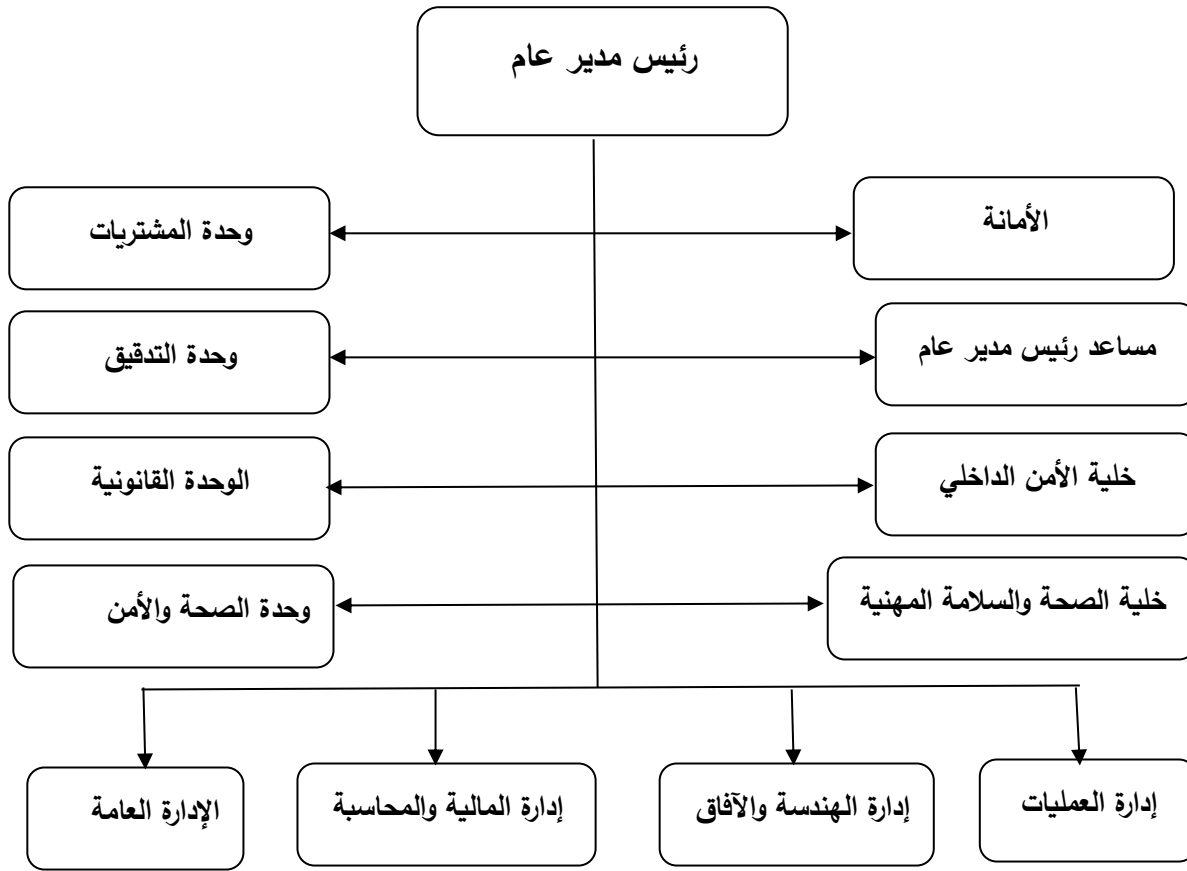 رئيس مدير عام
الأمانة
وحدة المشتريات
مساعد رئيس مدير عام
وحدة التدقيق
خلية الأمن الداخلي
الوحدة القانونية
خلية الصحة والسلامة المهنية
وحدة الصحة والأمن
إدارة العمليات
إدارة الهندسة والآفاق
إدارة المالية والمحاسبة
الإدارة العامة